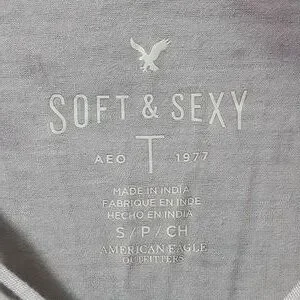 SOFT & SEXY
AEO T 1977
MADE IN INDIA
FABRIQUE EN INDE
HECHO EN INDIA
S/P/CH
AMERICAN EAGLE
OUTFITTERS